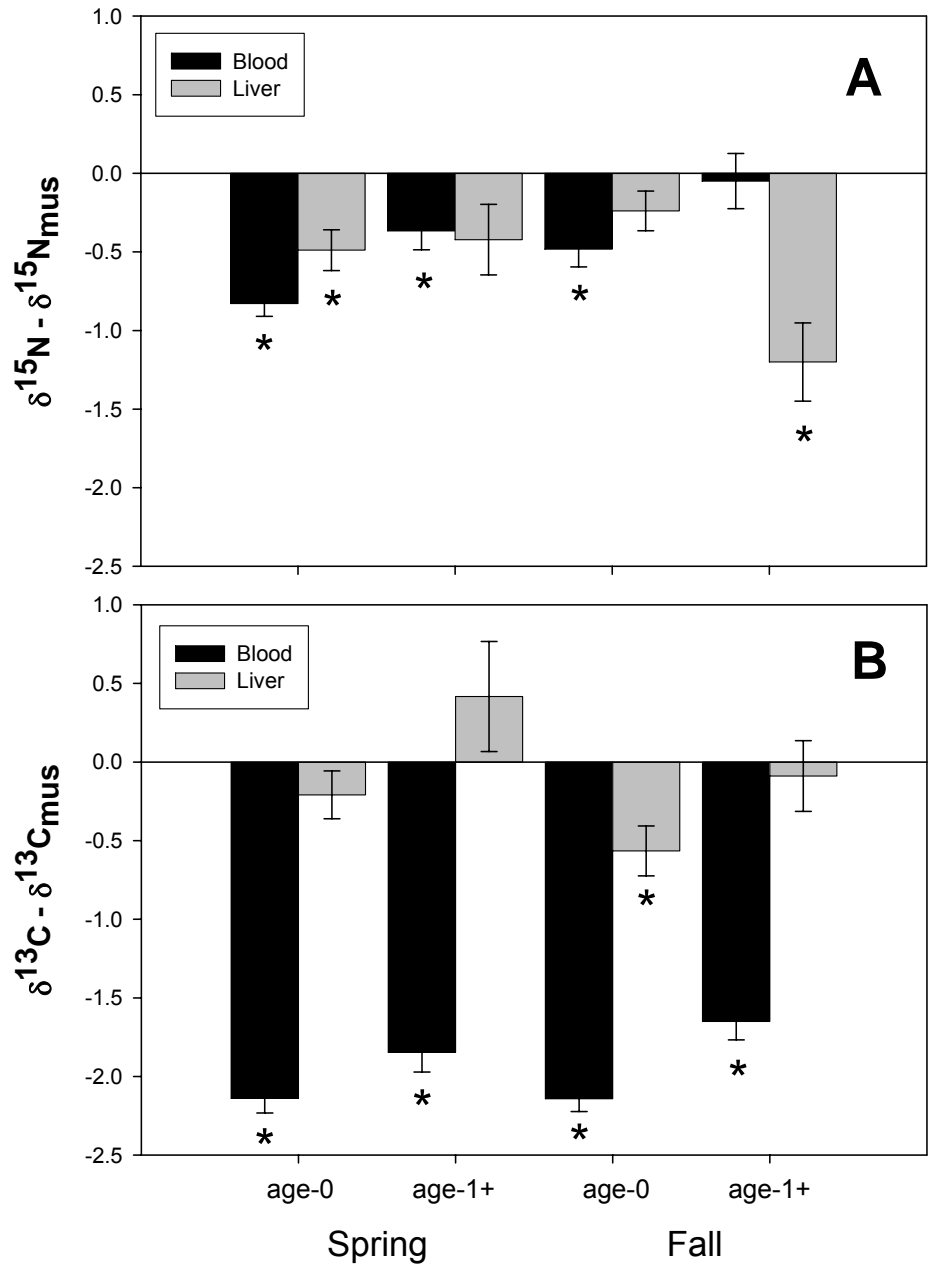 1.0
Blood
Liver
A
0.5
0.0
-0.5
-1.0
-1.5
-2.0
-2.5
δ15N - δ15Nmus
* * * * *
1.0
Blood
Liver
B
0.5
0.0
-0.5
-1.0
-1.5
-2.0
-2.5
δ13C - δ13Cmus
* * * * *
age-0 age-1+ age-0 age-1+
Spring Fall